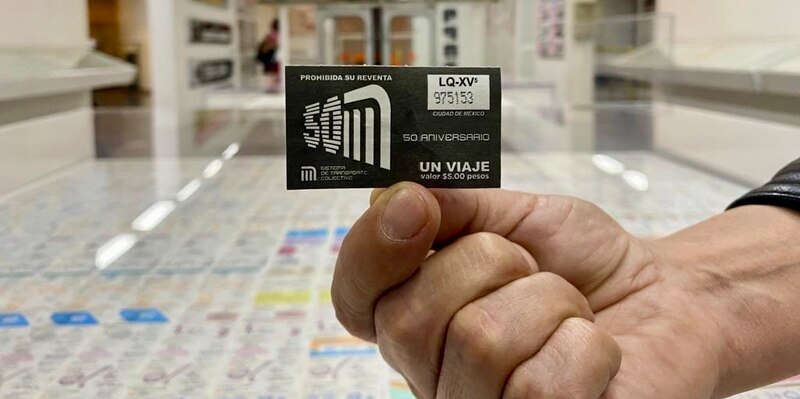 PROHIBIDA SU REVENTA
LQ-XV⁵
975153
CIUDAD DE MÉXICO
50 M
50 ANIVERSARIO
SISTEMA
DE TRANSPORTE
COLECTIVO
UN VIAJE
valor $5.00 pesos